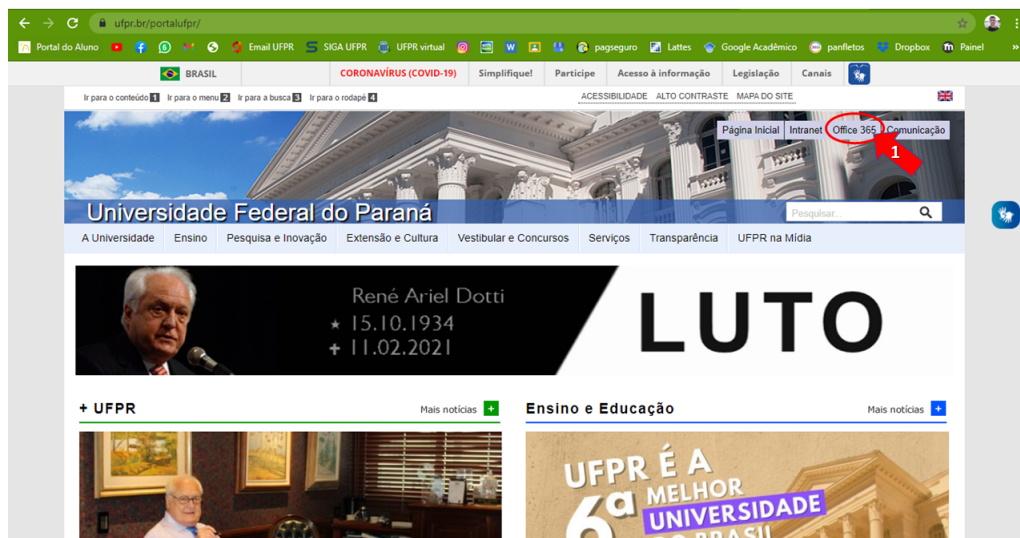 ufpr.br/portalufpr/
Portal do Aluno Email UFPR SIGA UFPR UFPR virtual pagseguro Lattes Google Acadêmico panfletos Dropbox Painel »
BRASIL CORONAVÍRUS (COVID-19) Simplifique! Participe Acesso à informação Legislação Canais
Ir para o conteúdo 1 Ir para o menu 2 Ir para a busca 3 Ir para o rodapé 4 ACESSIBILIDADE ALTO CONTRASTE MAPA DO SITE
Página Inicial Intranet Office 365 Comunicação
1
Universidade Federal do Paraná
Pesquisar...
A Universidade Ensino Pesquisa e Inovação Extensão e Cultura Vestibular e Concursos Serviços Transparência UFPR na Mídia
René Ariel Dotti
15.10.1934
11.02.2021
LUTO
+ UFPR Mais notícias +
Ensino e Educação Mais notícias +
UFPR É A
6ª MELHOR
UNIVERSIDADE
DO BRASIL